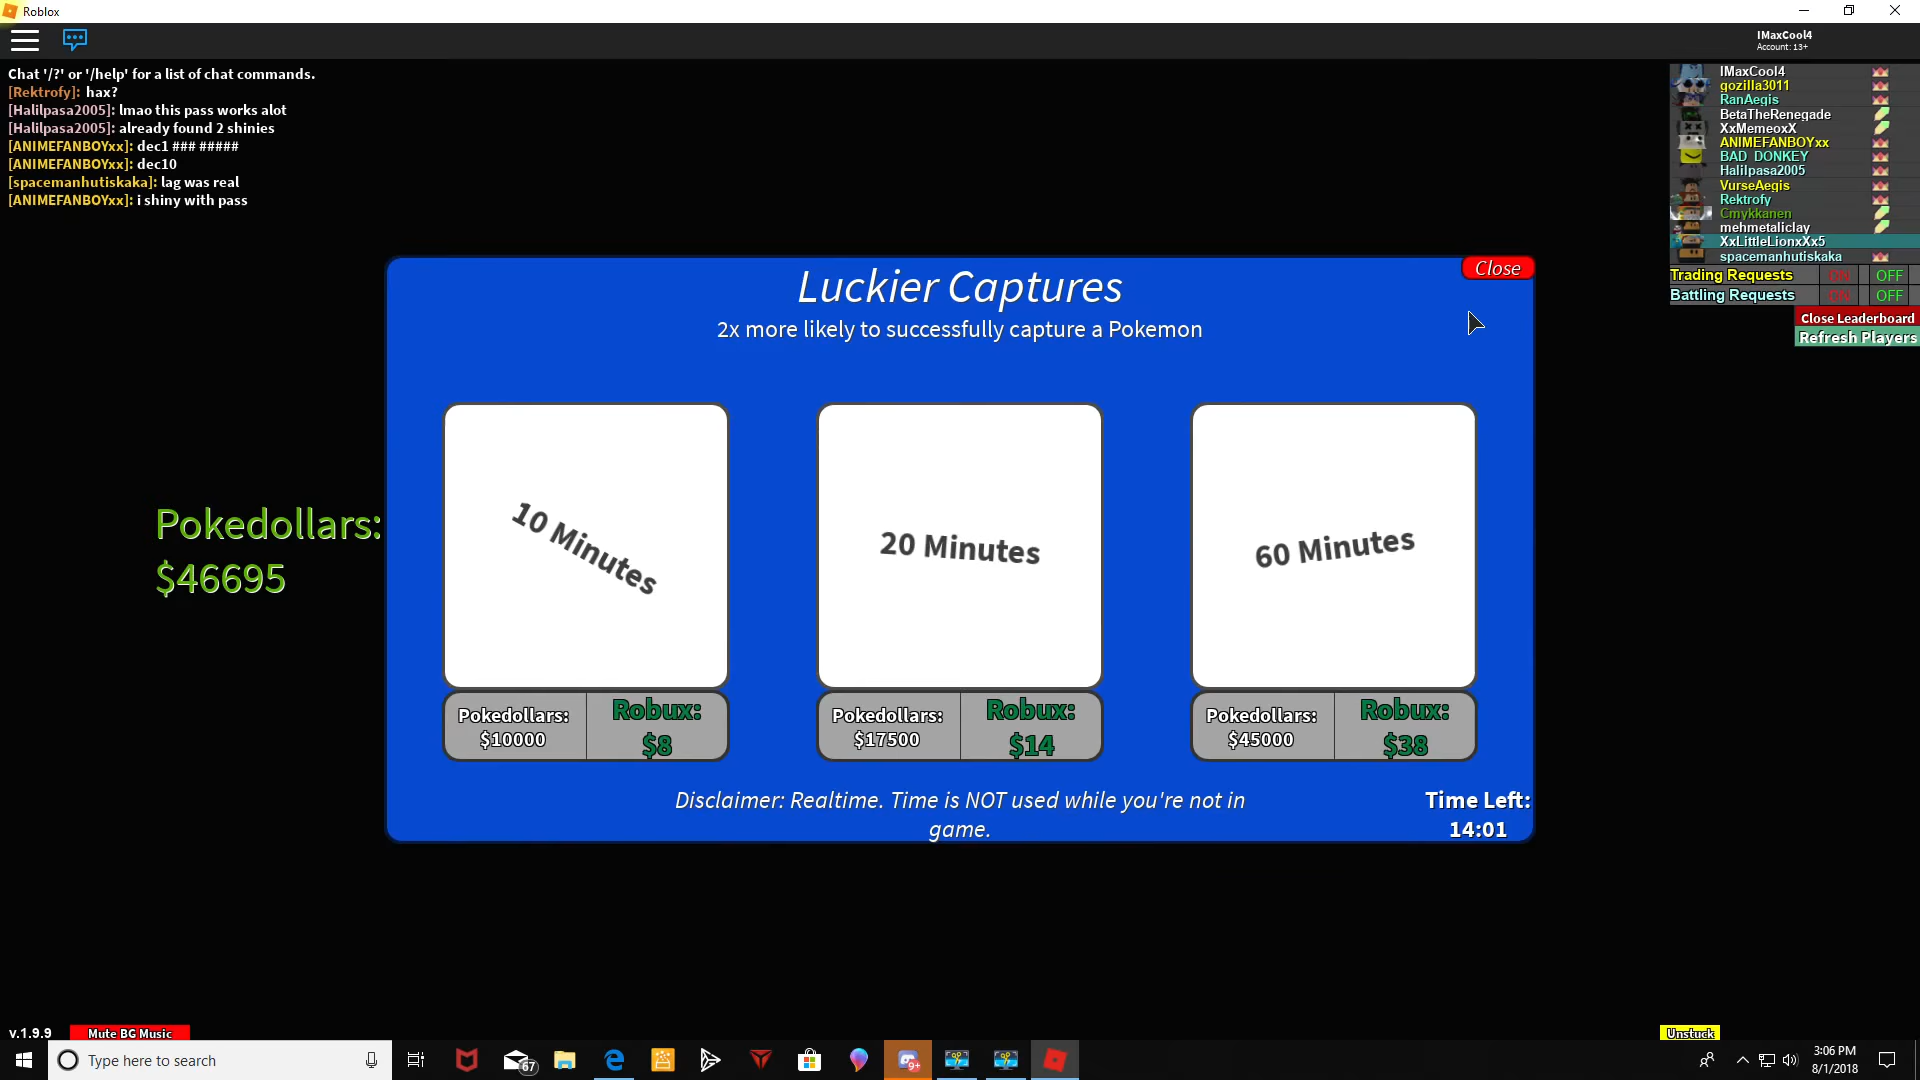 Roblox
IMaxCool4
Account: 13+
Chat '/?' or '/help' for a list of chat commands.
[Rektrofy]: hax?
[Halilpasa2005]: lmao this pass works alot
[Halilpasa2005]: already found 2 shinies
[ANIMEFANBOYxx]: dec1 ### #####
[ANIMEFANBOYxx]: dec10
[spacemanhutiskaka]: lag was real
[ANIMEFANBOYxx]: i shiny with pass
IMaxCool4
gozilla3011
RanAegis
BetaTheRenegade
XxMemeoxX
ANIMEFANBOYxx
BAD_DONKEY
Halilpasa2005
VurseAegis
Rektrofy
Cmykkanen
mehmetaliclay
XxLittleLionxXx5
spacemanhutiskaka
Trading Requests ON OFF
Battling Requests ON OFF
Close Leaderboard
Refresh Players
Close
Luckier Captures
2x more likely to successfully capture a Pokemon
Pokedollars:
$46695
10 Minutes
20 Minutes
60 Minutes
Pokedollars: $10000
Robux: $8
Pokedollars: $17500
Robux: $14
Pokedollars: $45000
Robux: $38
Disclaimer: Realtime. Time is NOT used while you're not in
game.
Time Left:
14:01
v.1.9.9
Mute BG Music
Unstuck
Type here to search
67
9+
3:06 PM
8/1/2018